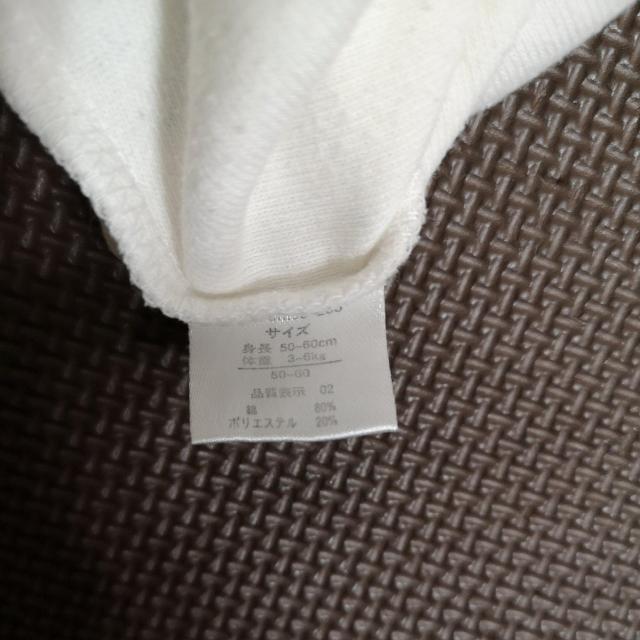 サイズ
身長 50-60cm
体重 3-6kg
50-60
品質表示 02
綿 80%
ポリエステル 20%